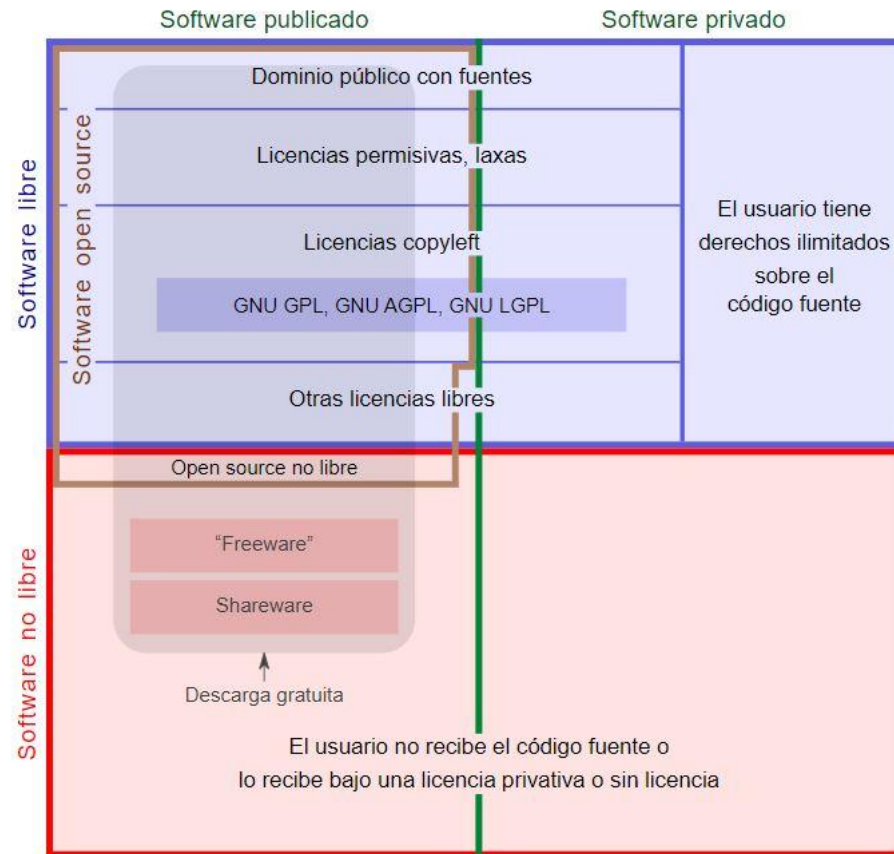 Software publicado
Software privado
Software libre
Software open source
Dominio público con fuentes
Licencias permisivas, laxas
Licencias copyleft
GNU GPL, GNU AGPL, GNU LGPL
Otras licencias libres
El usuario tiene
derechos ilimitados
sobre el
código fuente
Software no libre
Open source no libre
“Freeware”
Shareware
Descarga gratuita
El usuario no recibe el código fuente o
lo recibe bajo una licencia privativa o sin licencia